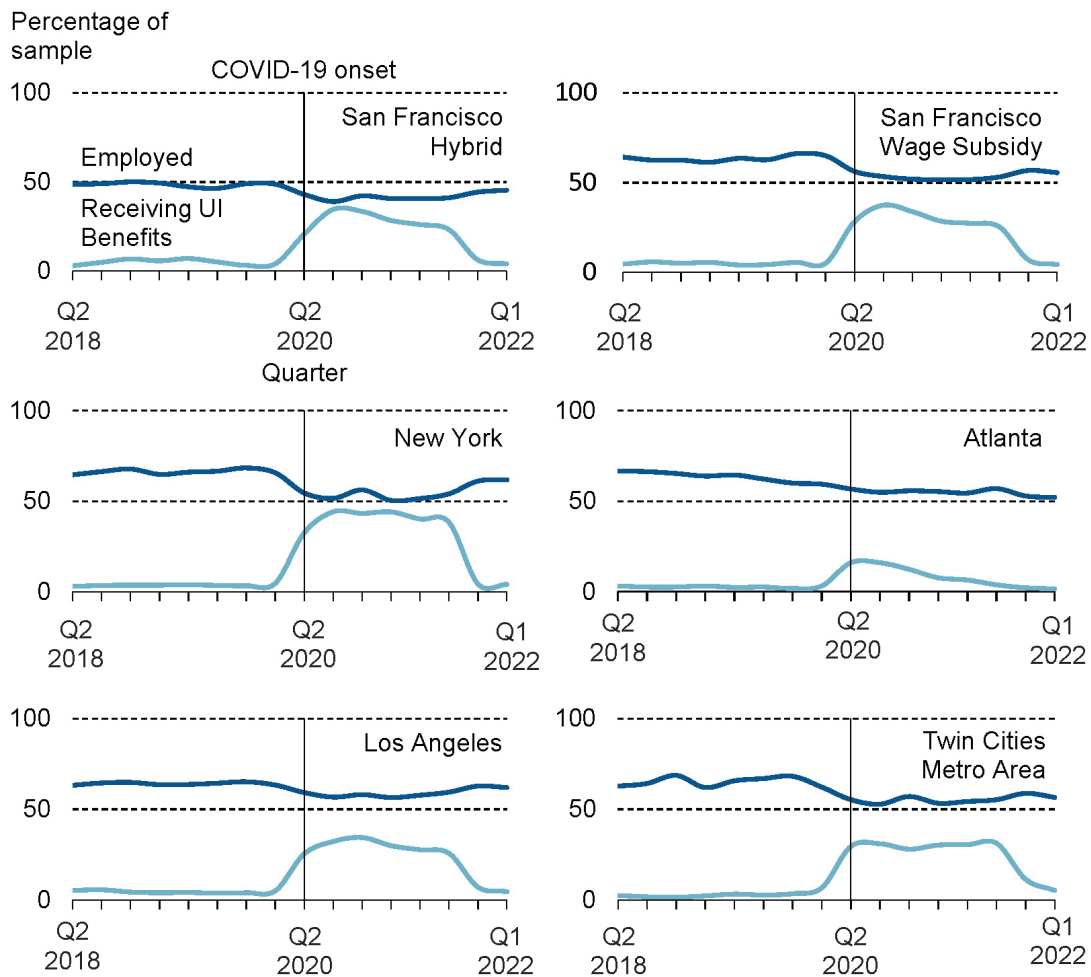 Percentage of
sample
COVID-19 onset
100
San Francisco
Hybrid
Employed
50
Receiving UI
Benefits
0
Q2
2018
Q2
2020
Q1
2022
Quarter
100
San Francisco
Wage Subsidy
50
0
Q2
2018
Q2
2020
Q1
2022
100
New York
50
0
Q2
2018
Q2
2020
Q1
2022
100
Atlanta
50
0
Q2
2018
Q2
2020
Q1
2022
100
Los Angeles
50
0
Q2
2018
Q2
2020
Q1
2022
100
Twin Cities
Metro Area
50
0
Q2
2018
Q2
2020
Q1
2022